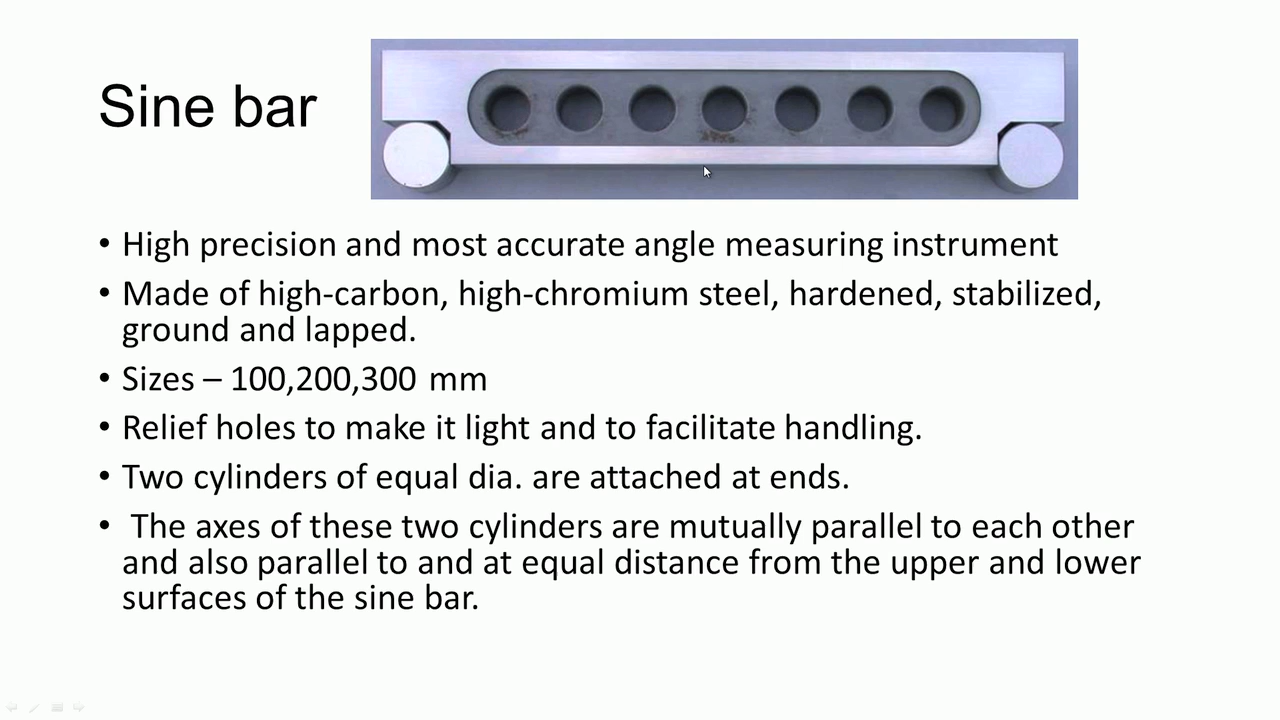 Sine bar
• High precision and most accurate angle measuring instrument
• Made of high-carbon, high-chromium steel, hardened, stabilized,
ground and lapped.
• Sizes – 100,200,300 mm
• Relief holes to make it light and to facilitate handling.
• Two cylinders of equal dia. are attached at ends.
• The axes of these two cylinders are mutually parallel to each other
and also parallel to and at equal distance from the upper and lower
surfaces of the sine bar.